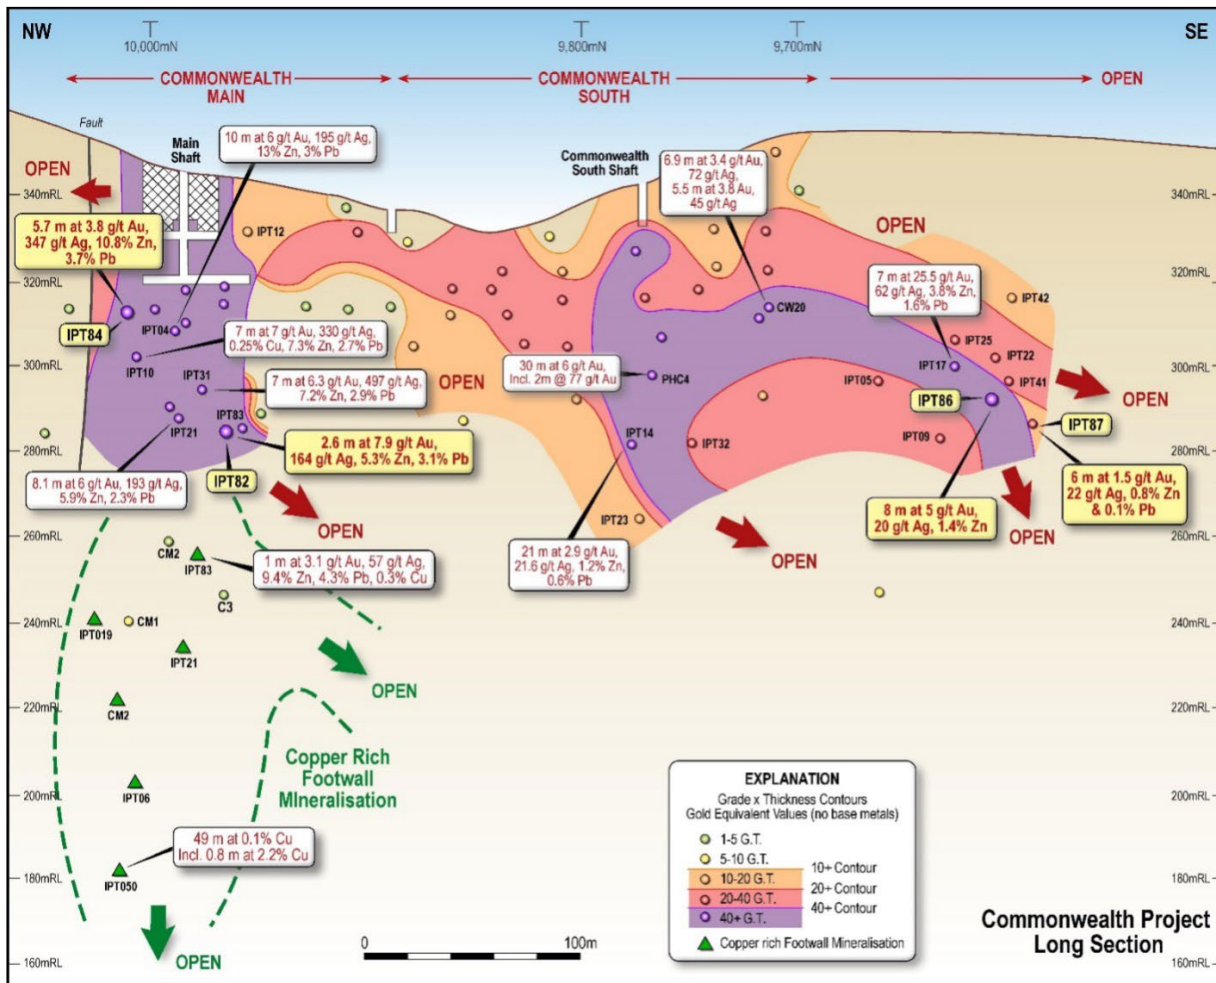 NW
SE
10,000mN
9,800mN
9,700mN
COMMONWEALTH
MAIN
COMMONWEALTH
SOUTH
OPEN
Fault
OPEN
Main
Shaft
10 m at 6 g/t Au, 195 g/t Ag,
13% Zn, 3% Pb
Commonwealth
South Shaft
6.9 m at 3.4 g/t Au,
72 g/t Ag,
5.5 m at 3.8 Au,
45 g/t Ag
340mRL
340mRL
5.7 m at 3.8 g/t Au,
347 g/t Ag, 10.8% Zn,
3.7% Pb
IPT12
OPEN
7 m at 25.5 g/t Au,
62 g/t Ag, 3.8% Zn,
1.6% Pb
320mRL
320mRL
IPT42
IPT84
IPT04
CW20
7 m at 7 g/t Au, 330 g/t Ag,
0.25% Cu, 7.3% Zn, 2.7% Pb
IPT25
IPT22
300mRL
300mRL
IPT10
IPT31
30 m at 6 g/t Au,
Incl. 2m @ 77 g/t Au
PHC4
IPT05
IPT17
IPT41
OPEN
7 m at 6.3 g/t Au, 497 g/t Ag,
7.2% Zn, 2.9% Pb
OPEN
IPT86
IPT87
IPT21
IPT83
IPT14
IPT32
IPT09
2.6 m at 7.9 g/t Au,
164 g/t Ag, 5.3% Zn, 3.1% Pb
280mRL
280mRL
8.1 m at 6 g/t Au, 193 g/t Ag,
5.9% Zn, 2.3% Pb
IPT82
6 m at 1.5 g/t Au,
22 g/t Ag, 0.8% Zn
& 0.1% Pb
8 m at 5 g/t Au,
20 g/t Ag, 1.4% Zn
IPT23
OPEN
OPEN
260mRL
260mRL
CM2
IPT83
1 m at 3.1 g/t Au, 57 g/t Ag,
9.4% Zn, 4.3% Pb, 0.3% Cu
21 m at 2.9 g/t Au,
21.6 g/t Ag, 1.2% Zn,
0.6% Pb
OPEN
C3
240mRL
240mRL
IPT019
CM1
IPT21
OPEN
220mRL
220mRL
CM2
Copper Rich
Footwall
MIneralisation
200mRL
200mRL
IPT06
49 m at 0.1% Cu
Incl. 0.8 m at 2.2% Cu
IPT050
180mRL
180mRL
OPEN
160mRL
160mRL
0
100m
EXPLANATION
Grade x Thickness Contours
Gold Equivalent Values (no base metals)
1-5 G.T.
5-10 G.T.
10+ Contour
10-20 G.T.
20+ Contour
20-40 G.T.
40+ Contour
40+ G.T.
Copper rich Footwall Mineralisation
Commonwealth Project
Long Section